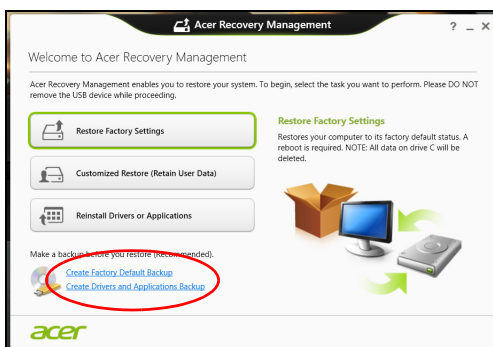 Acer Recovery Management
? _ X
Welcome to Acer Recovery Management
Acer Recovery Management enables you to restore your system. To begin, select the task you want to perform. Please DO NOT
remove the USB device while proceeding.
Restore Factory Settings
Customized Restore (Retain User Data)
Reinstall Drivers or Applications
Restore Factory Settings
Restores your computer to its factory default status. A
reboot is required. NOTE: All data on drive C will be
deleted.
Make a backup before you restore (Recommended).
Create Factory Default Backup
Create Drivers and Applications Backup
acer